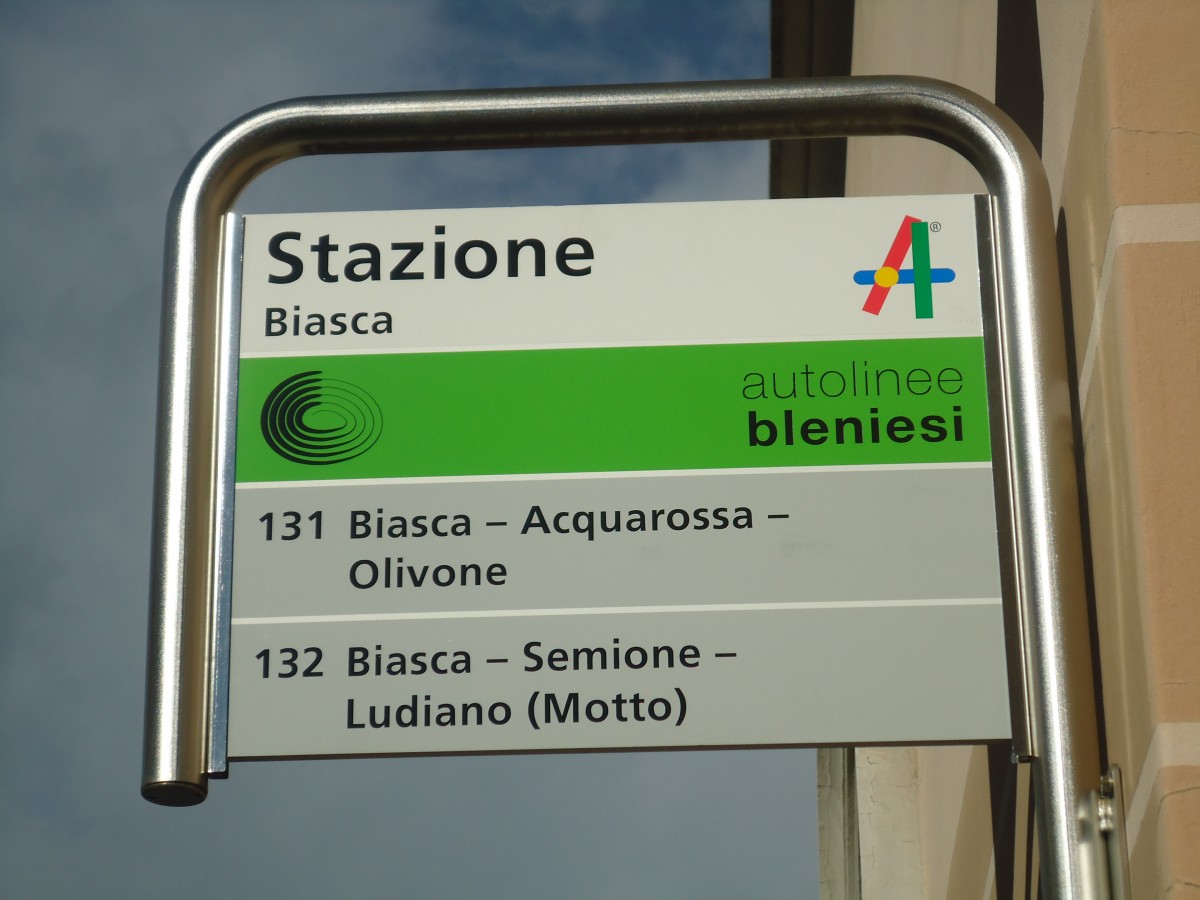 Stazione
Biasca
®
autolinee
bleniesi
131 Biasca – Acquarossa –
Olivone
132 Biasca – Semione –
Ludiano (Motto)